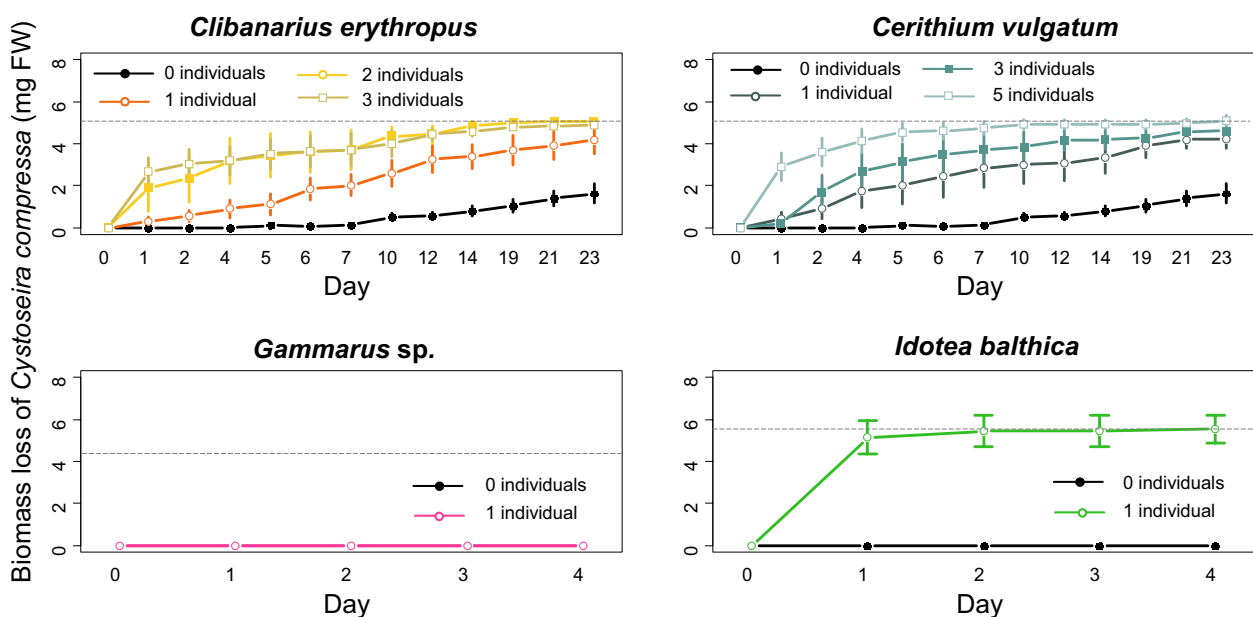 Biomass loss of Cystoseira compressa (mg FW)
Clibanarius erythropus
0 individuals
1 individual
2 individuals
3 individuals
8
6
4
2
0
0 1 2 4 5 6 7 10 12 14 19 21 23
Day
Cerithium vulgatum
0 individuals
1 individual
3 individuals
5 individuals
8
6
4
2
0
0 1 2 4 5 6 7 10 12 14 19 21 23
Day
Gammarus sp.
8
6
4
2
0
0 individuals
1 individual
0 1 2 3 4
Day
Idotea balthica
8
6
4
2
0
0 individuals
1 individual
0 1 2 3 4
Day